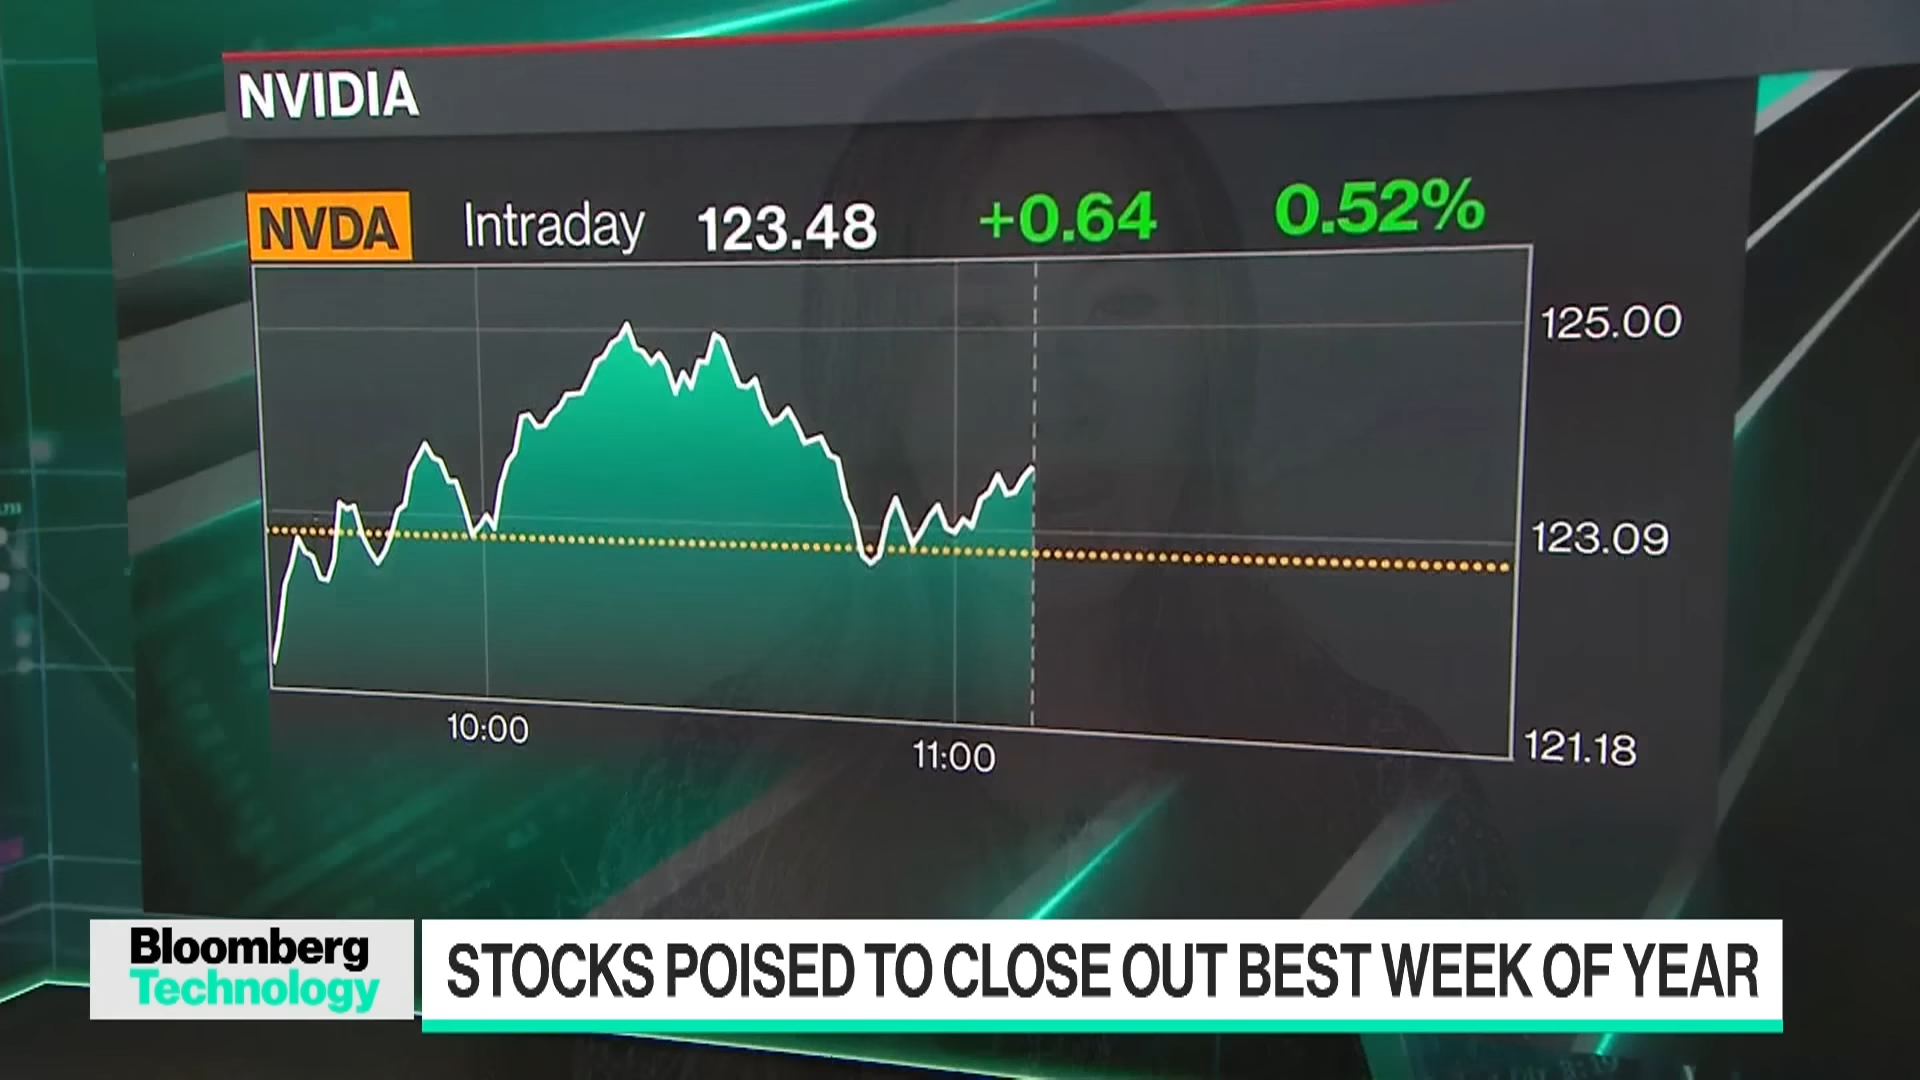 NVIDIA
NVDA Intraday 123.48 +0.64 0.52%
125.00
123.09
121.18
10:00
11:00
Bloomberg
Technology
STOCKS POISED TO CLOSE OUT BEST WEEK OF YEAR